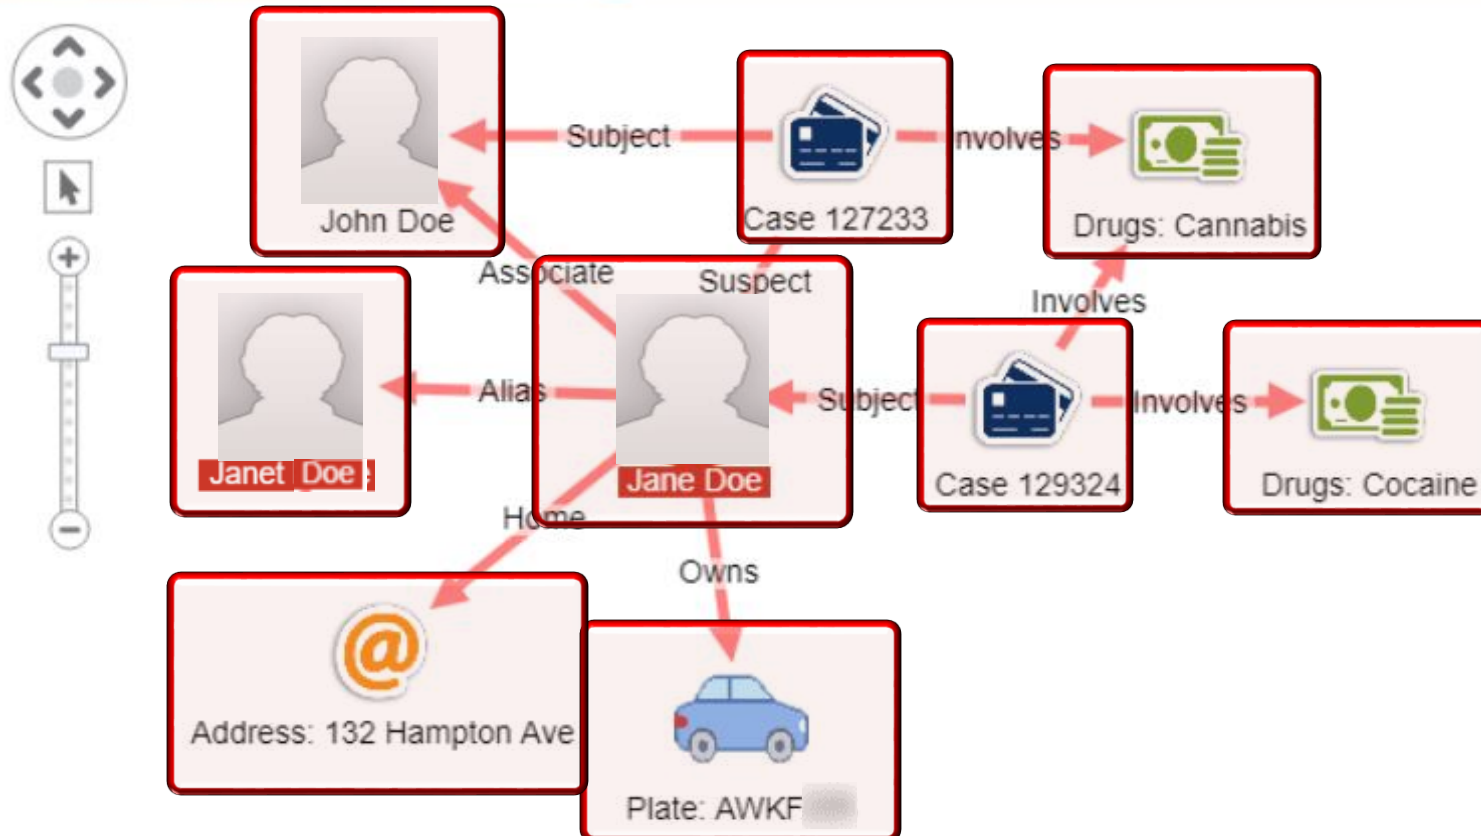 Subject
Involves
John Doe
Case 127233
Drugs: Cannabis
Associate
Suspect
Involves
Alias
Subject
Involves
Janet Doe
Jane Doe
Case 129324
Drugs: Cocaine
Home
Owns
Address: 132 Hampton Ave
Plate: AWKF